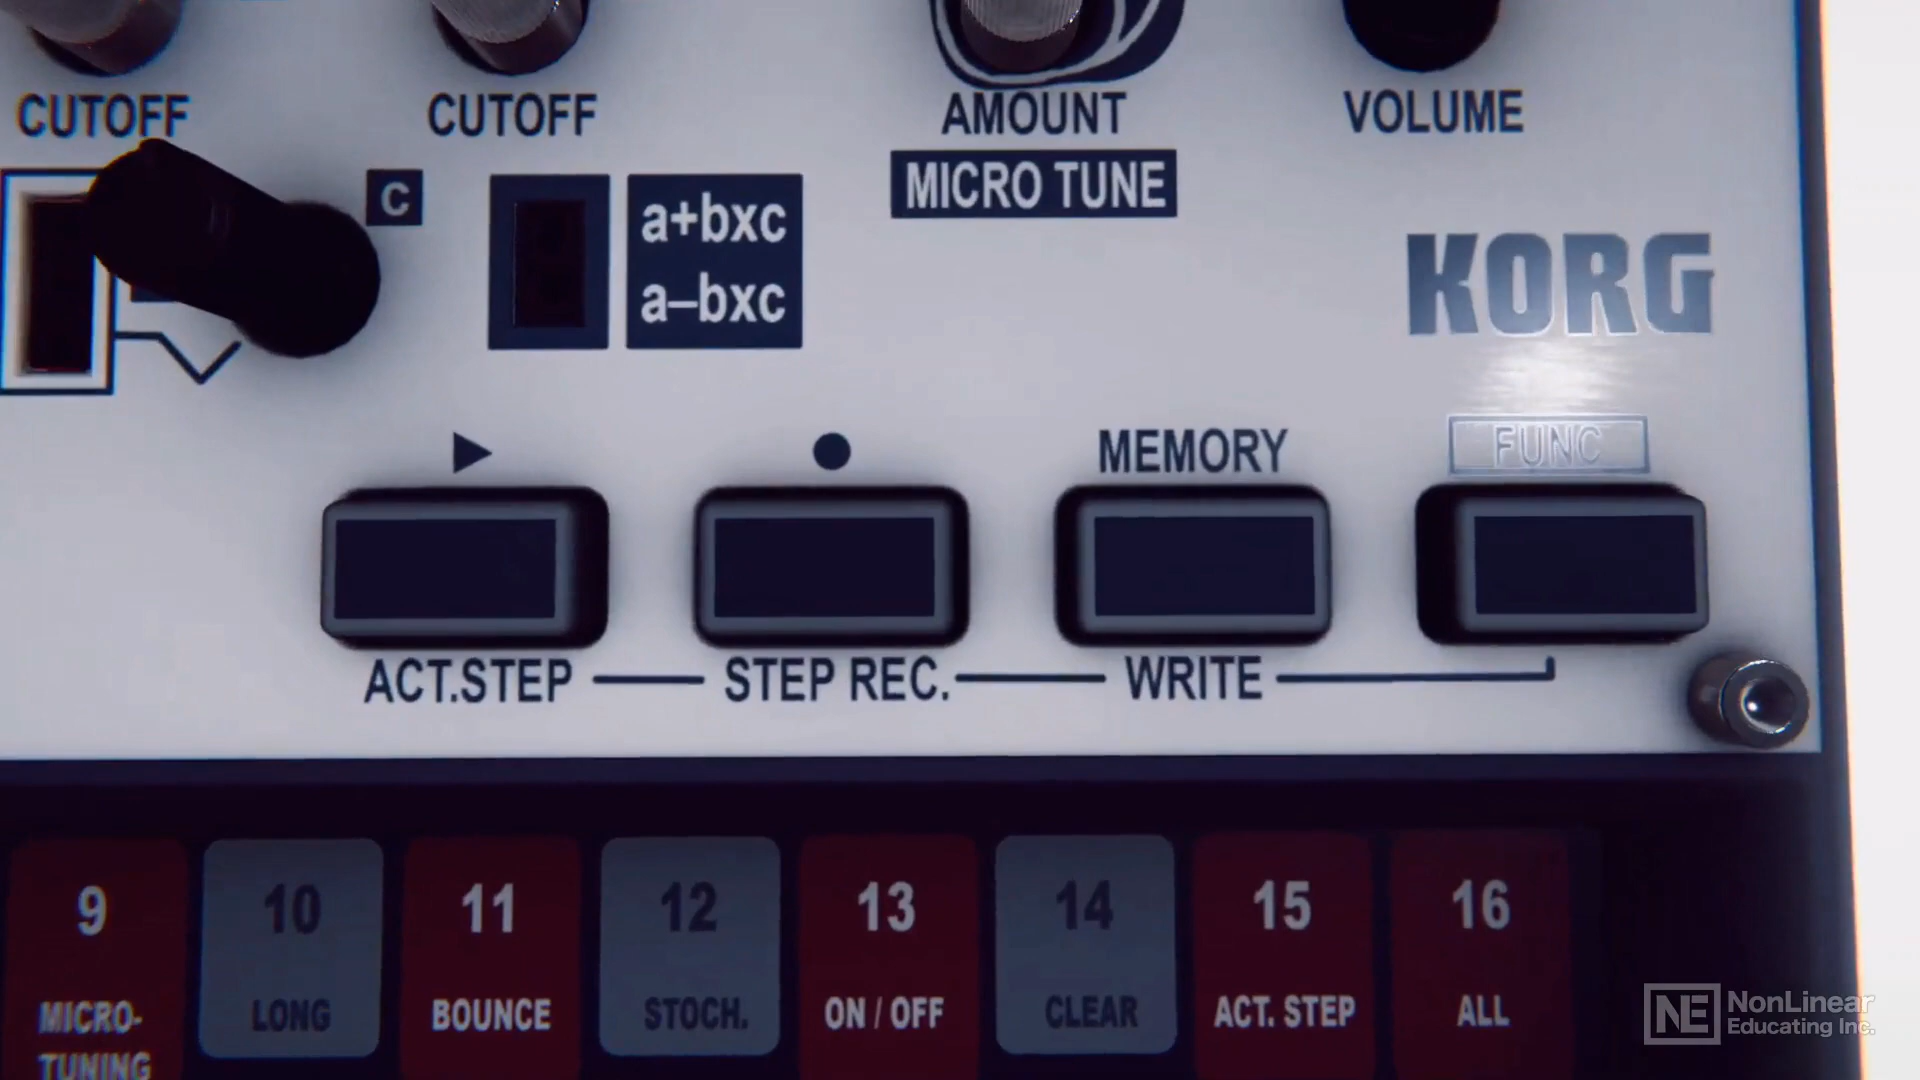 CUTOFF
CUTOFF
AMOUNT
VOLUME
MICRO TUNE
C
a+bxc
a–bxc
KORG
MEMORY
FUNC
ACT.STEP
STEP REC.
WRITE
9
10
11
12
13
14
15
16
MICRO-
TUNING
LONG
BOUNCE
STOCH.
ON / OFF
CLEAR
ACT. STEP
ALL
NE
NonLinear
Educating Inc.